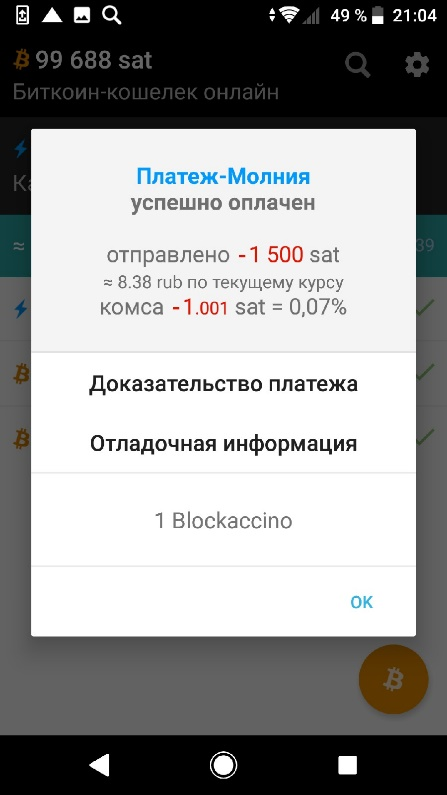 49 % 21:04
99 688 sat
Биткоин-кошелек онлайн
Ка
≈ 39
Платеж-Молния
успешно оплачен
отправлено -1 500 sat
≈ 8.38 rub по текущему курсу
комса -1.001 sat = 0,07%
Доказательство платежа
Отладочная информация
1 Blockaccino
OK